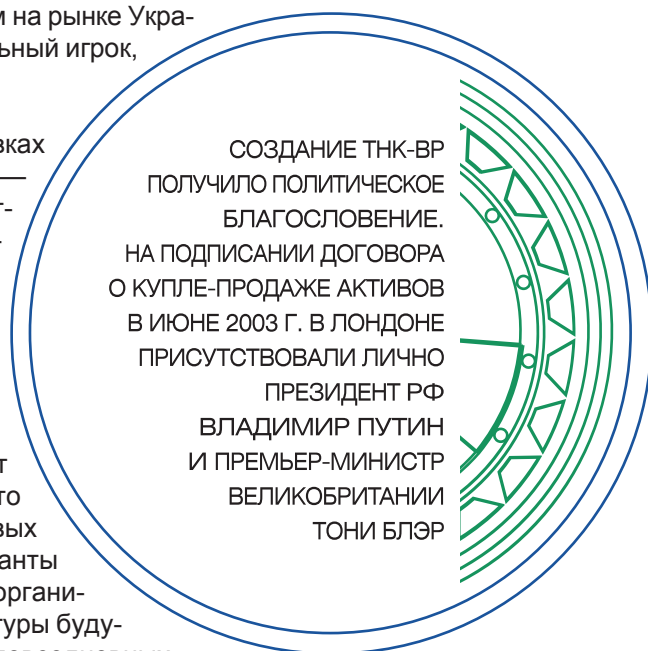 м на рынке Укра-
ьный игрок,
вках
—
т-
СОЗДАНИЕ ТНК-ВР
ПОЛУЧИЛО ПОЛИТИЧЕСКОЕ
БЛАГОСЛОВЕНИЕ.
НА ПОДПИСАНИИ ДОГОВОРА
О КУПЛЕ-ПРОДАЖЕ АКТИВОВ
В ИЮНЕ 2003 Г. В ЛОНДОНЕ
ПРИСУТСТВОВАЛИ ЛИЧНО
ПРЕЗИДЕНТ РФ
ВЛАДИМИР ПУТИН
И ПРЕМЬЕР-МИНИСТР
ВЕЛИКОБРИТАНИИ
ТОНИ БЛЭР
т
то
вых
анты
органи-
туры буду-